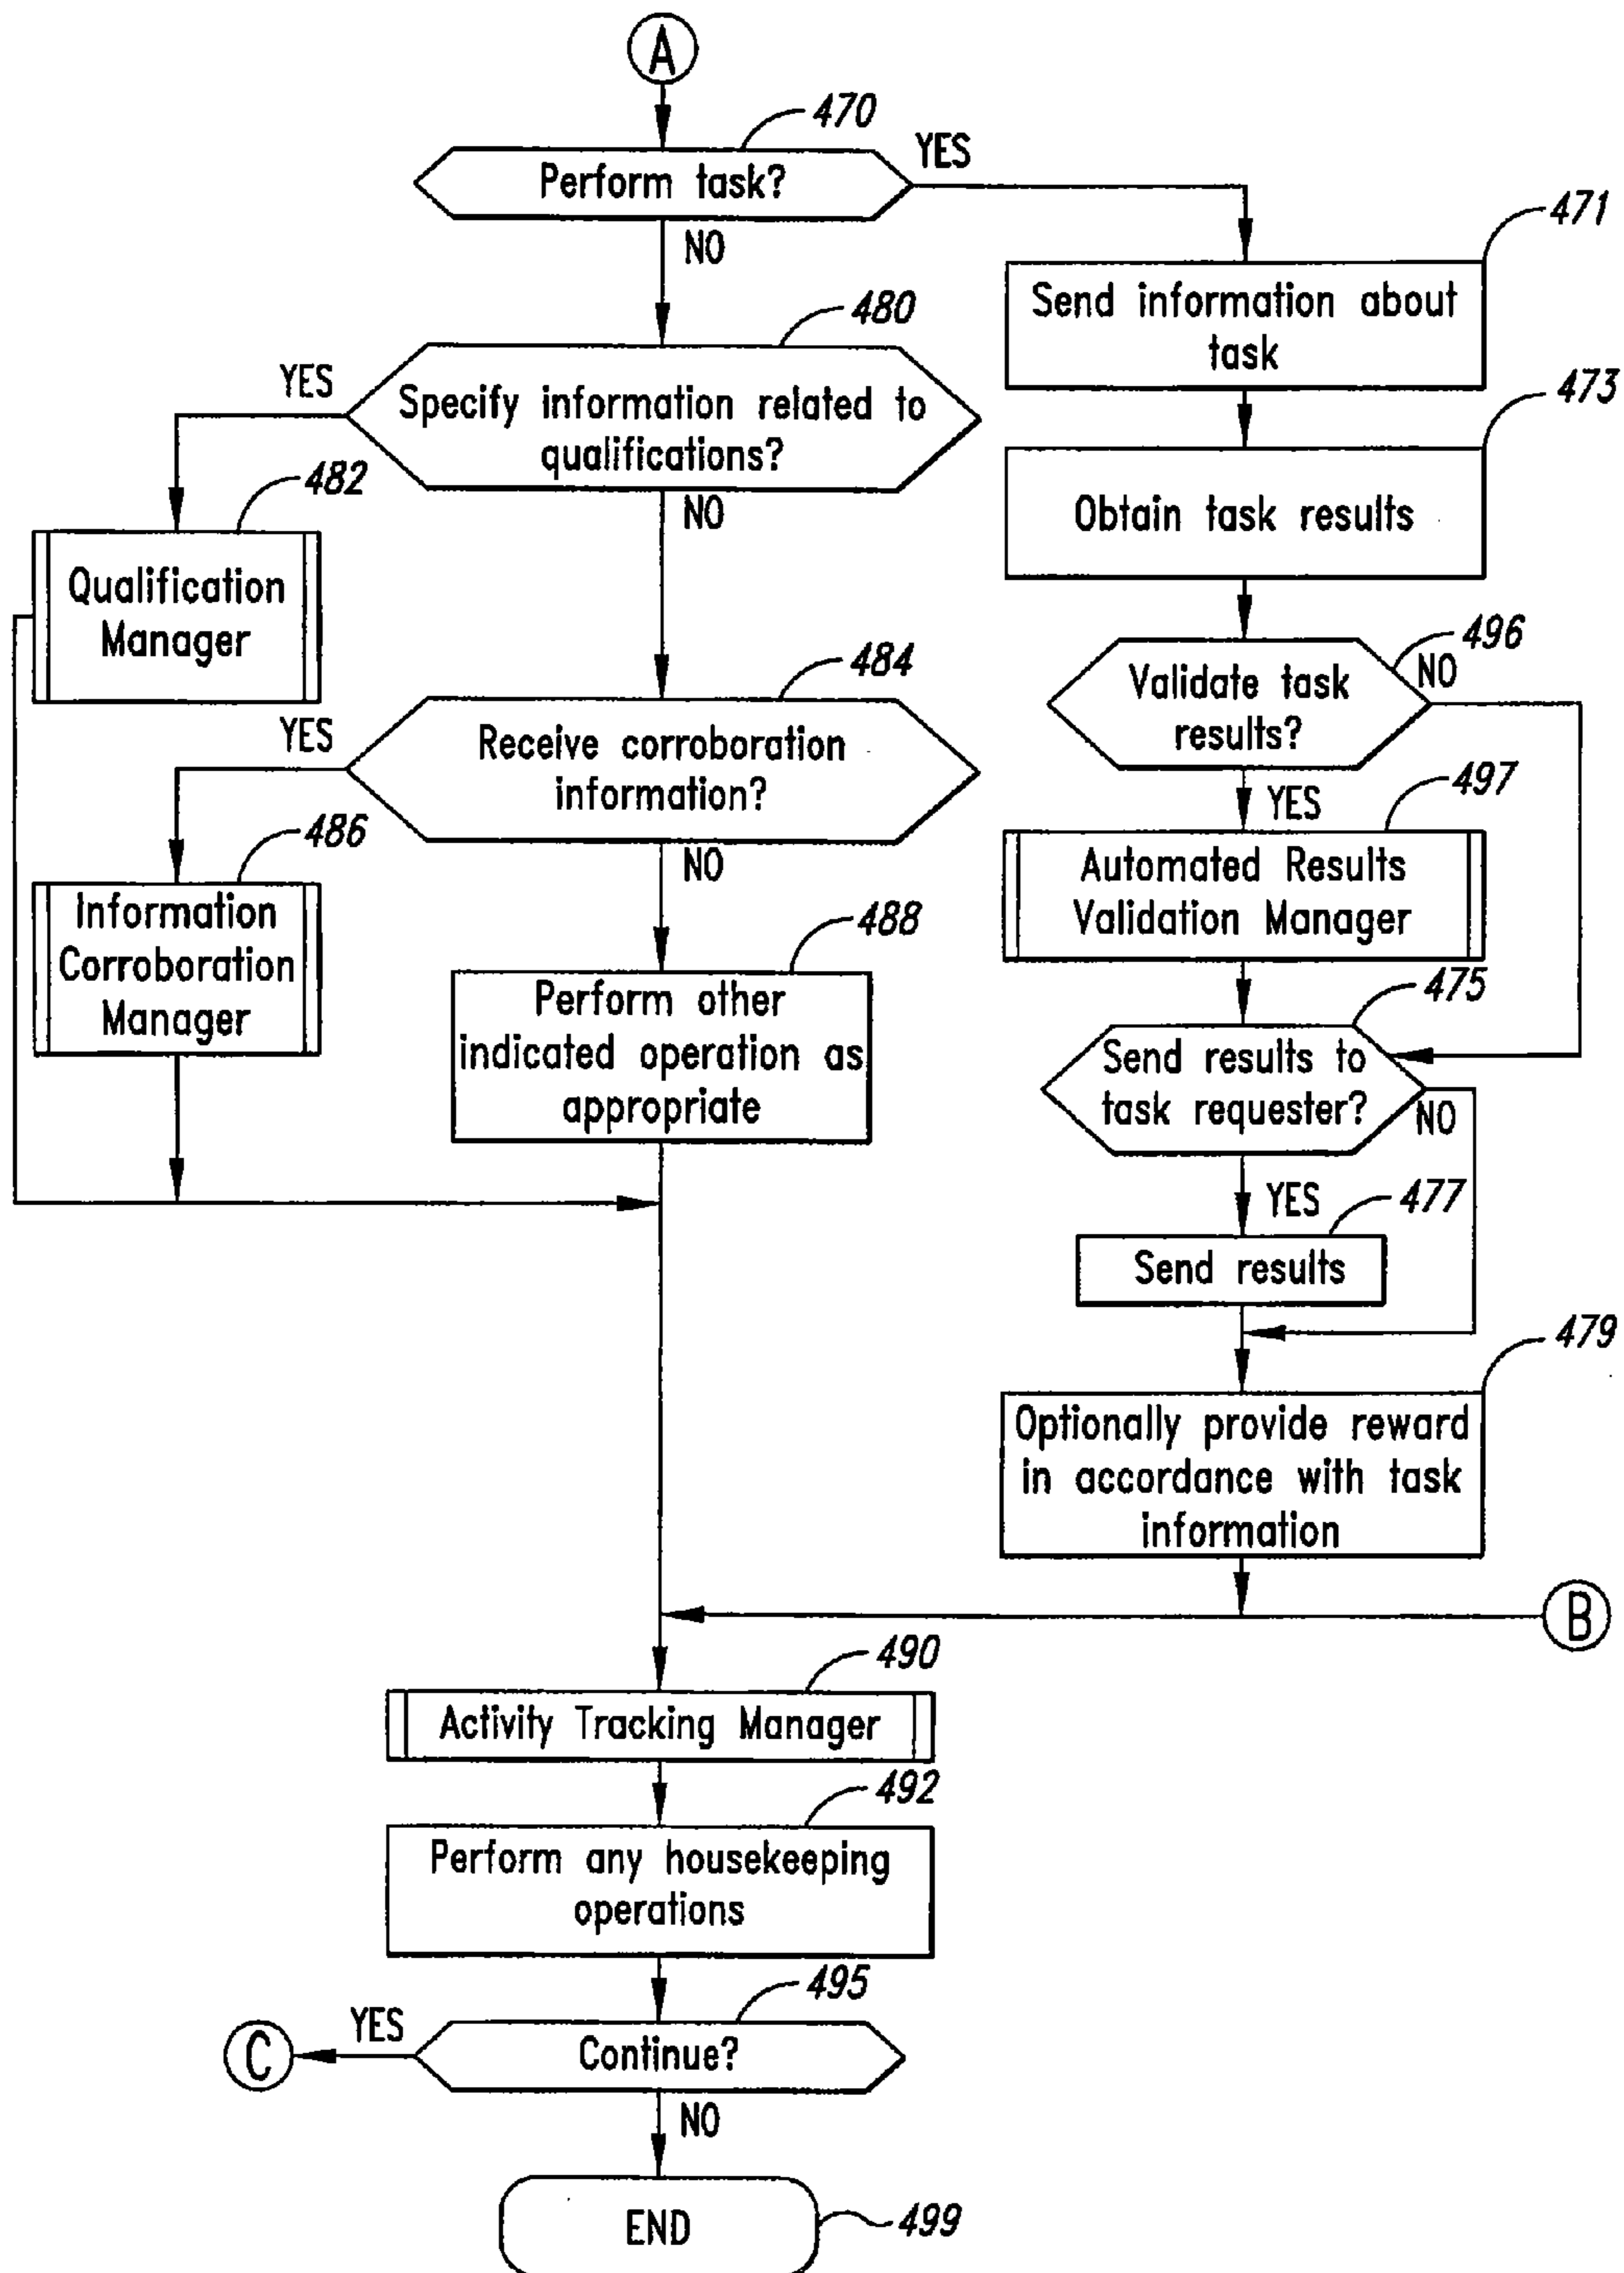 A
470
Perform task?
YES
NO
471
Send information about
task
480
YES
Specify information related to
qualifications?
NO
473
Obtain task results
482
Qualification
Manager
496
Validate task
results?
NO
YES
484
YES
Receive corroboration
information?
NO
497
Automated Results
Validation Manager
486
Information
Corroboration
Manager
488
Perform other
indicated operation as
appropriate
475
Send results to
task requester?
NO
YES
477
Send results
479
Optionally provide reward
in accordance with task
information
B
490
Activity Tracking Manager
492
Perform any housekeeping
operations
495
YES
C
Continue?
NO
END
499